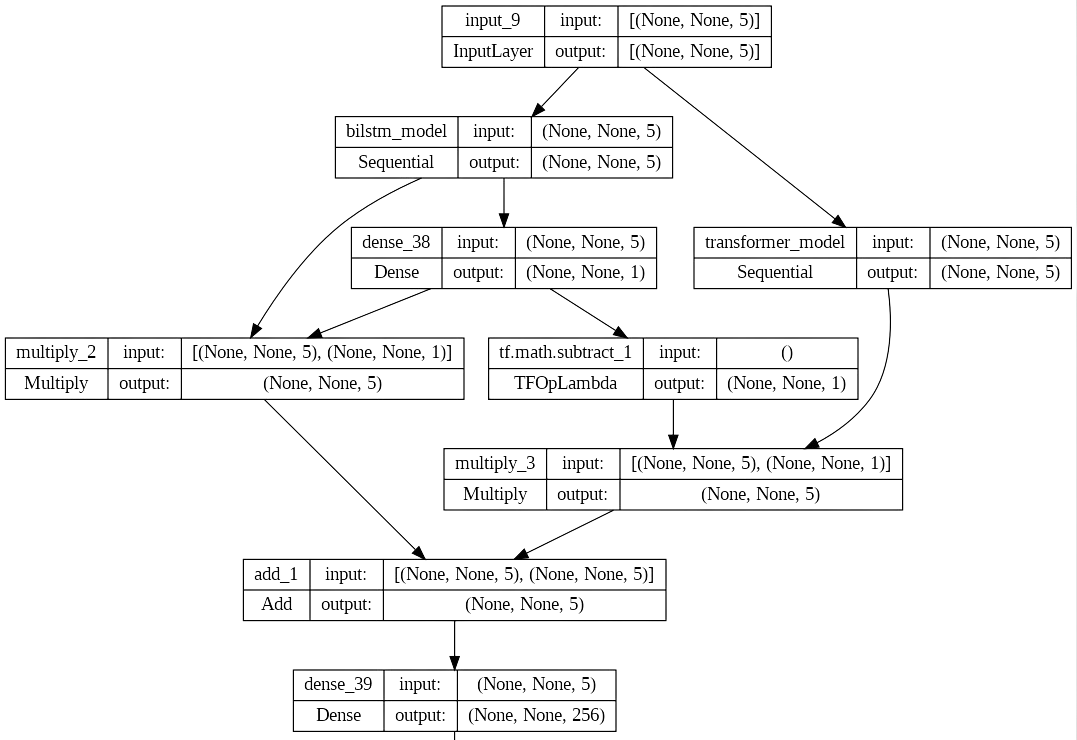 input_9 input: [(None, None, 5)]
InputLayer output: [(None, None, 5)]
bilstm_model input: (None, None, 5)
Sequential output: (None, None, 5)
dense_38 input: (None, None, 5)
Dense output: (None, None, 1)
transformer_model input: (None, None, 5)
Sequential output: (None, None, 5)
multiply_2 input: [(None, None, 5), (None, None, 1)]
Multiply output: (None, None, 5)
tf.math.subtract_1 input: ()
TFOpLambda output: (None, None, 1)
multiply_3 input: [(None, None, 5), (None, None, 1)]
Multiply output: (None, None, 5)
add_1 input: [(None, None, 5), (None, None, 5)]
Add output: (None, None, 5)
dense_39 input: (None, None, 5)
Dense output: (None, None, 256)